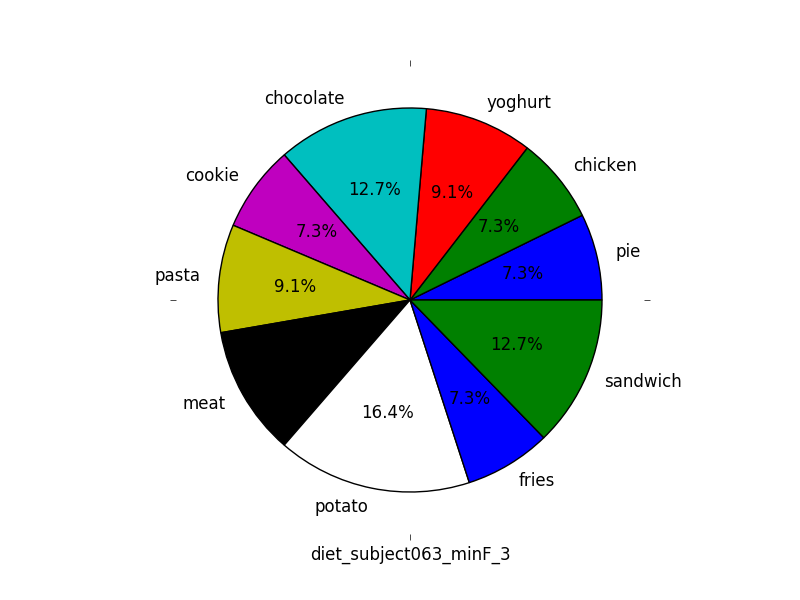 chocolate
yoghurt
cookie
chicken
12.7%
9.1%
7.3%
7.3%
pie
pasta
9.1%
7.3%
12.7%
sandwich
meat
16.4%
7.3%
fries
potato
diet_subject063_minF_3